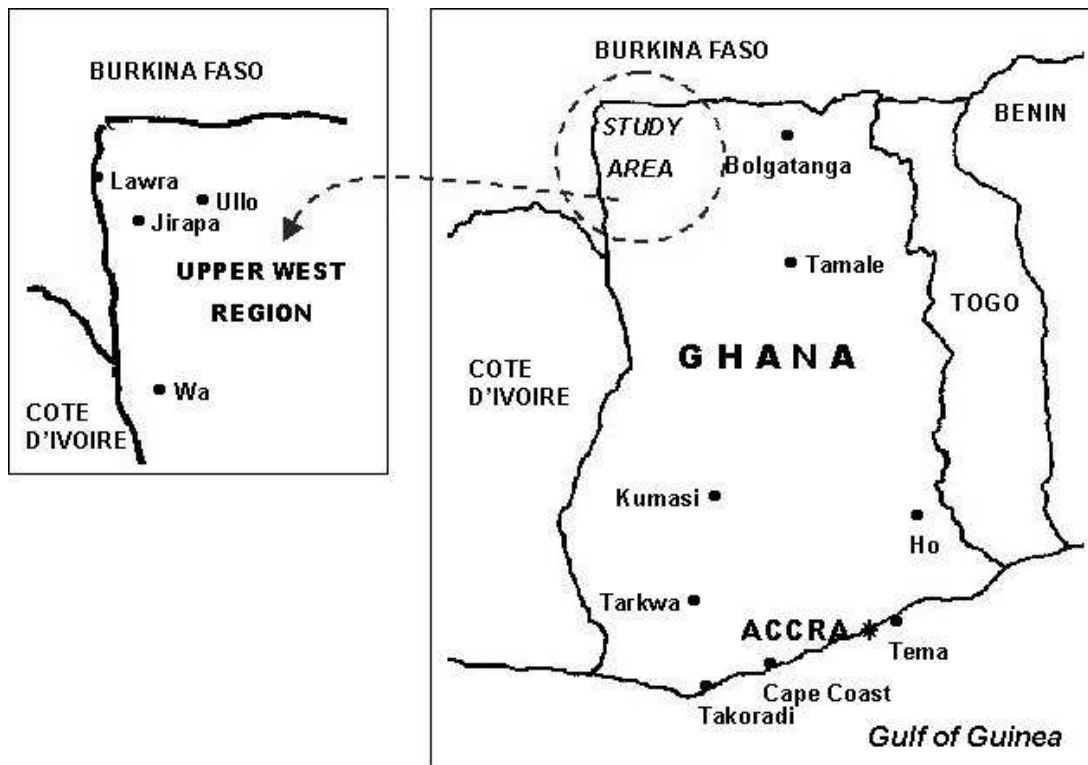 BURKINA FASO
Lawra
Ullo
Jirapa
UPPER WEST
REGION
Wa
COTE
D'IVOIRE
BURKINA FASO
BENIN
STUDY
AREA
Bolgatanga
Tamale
TOGO
GHANA
COTE
D'IVOIRE
Kumasi
Ho
Tarkwa
ACCRA
Tema
Cape Coast
Takoradi
Gulf of Guinea